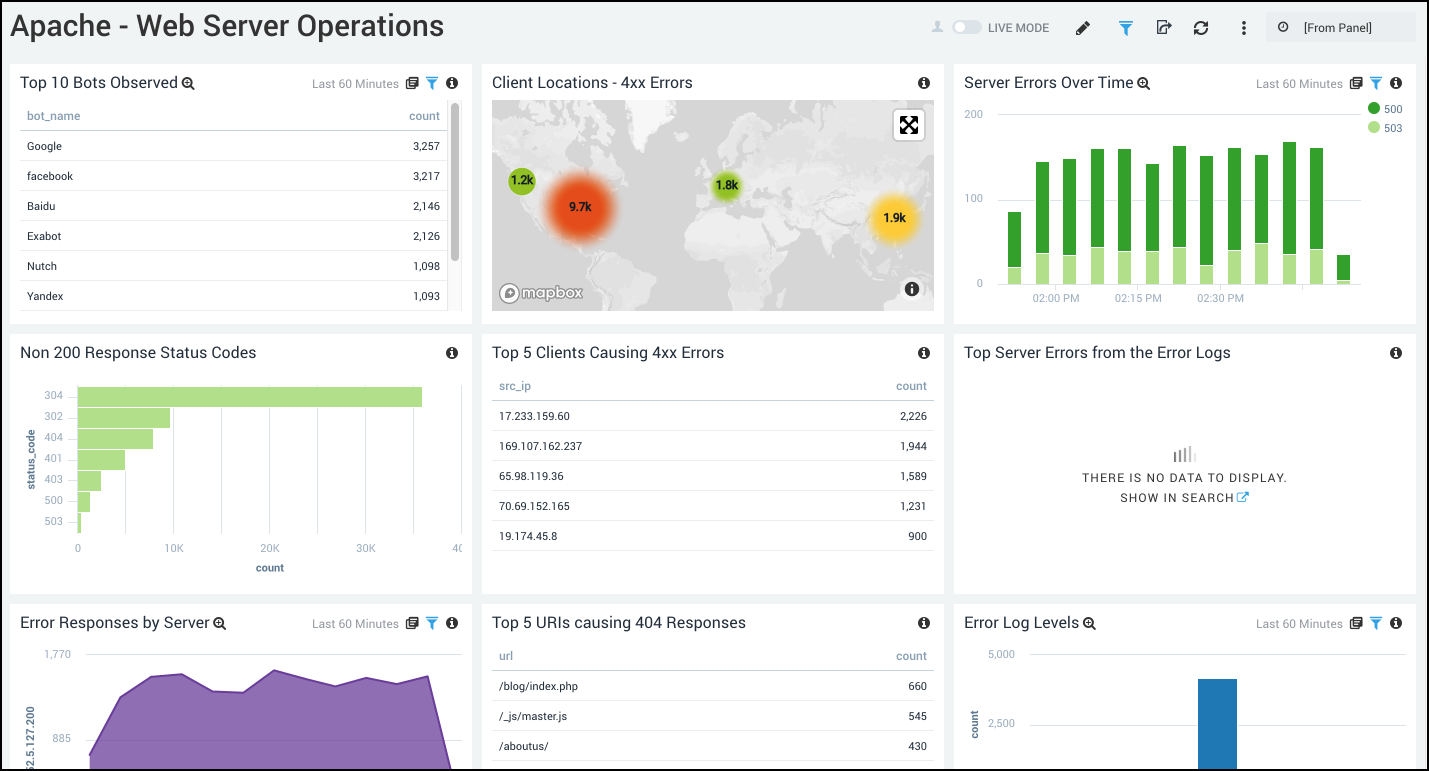 Apache - Web Server Operations
LIVE MODE
[From Panel]
Top 10 Bots Observed
Last 60 Minutes
bot_name count
Google 3,257
facebook 3,217
Baidu 2,146
Exabot 2,126
Nutch 1,098
Yandex 1,093
Client Locations - 4xx Errors
1.2k
9.7k
1.8k
1.9k
mapbox
Server Errors Over Time
Last 60 Minutes
500
503
200
100
0
02:00 PM 02:15 PM 02:30 PM
Non 200 Response Status Codes
status_code
304
302
404
401
403
500
503
0 10K 20K 30K
count
Top 5 Clients Causing 4xx Errors
src_ip count
17.233.159.60 2,226
169.107.162.237 1,944
65.98.119.36 1,589
70.69.152.165 1,231
19.174.45.8 900
Top Server Errors from the Error Logs
THERE IS NO DATA TO DISPLAY.
SHOW IN SEARCH
Error Responses by Server
Last 60 Minutes
1,770
885
52.5.127.200
Top 5 URIs causing 404 Responses
url count
/blog/index.php 660
/_js/master.js 545
/aboutus/ 430
Error Log Levels
Last 60 Minutes
5,000
2,500
count